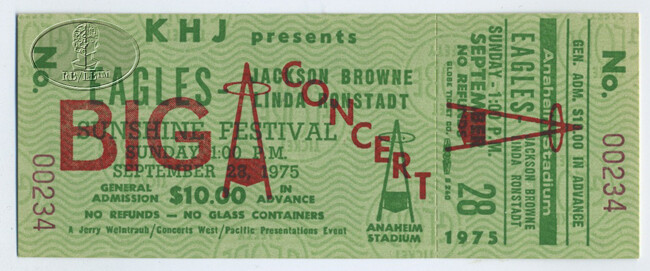 KHJ presents
EAGLES-
JACKSON BROWNE
LINDA RONSTADT
BIG A
CONCERT
SUNSHINE FESTIVAL
SUNDAY 1:00 P.M.
SEPTEMBER 28, 1975
GENERAL ADMISSION $10.00 IN ADVANCE
NO REFUNDS - NO GLASS CONTAINERS
A Jerry Weintraub/Concerts West/Pacific Presentations Event
ANAHEIM
STADIUM
No. 00234
SUNDAY - 1:00 P.M.
SEPTEMBER 28 1975
NO REFUNDS
GLOBE TICKET CO.
EAGLES
JACKSON BROWNE
LINDA RONSTADT
Anaheim Stadium
GEN. ADM. $10.00 IN ADVANCE
No. 00234